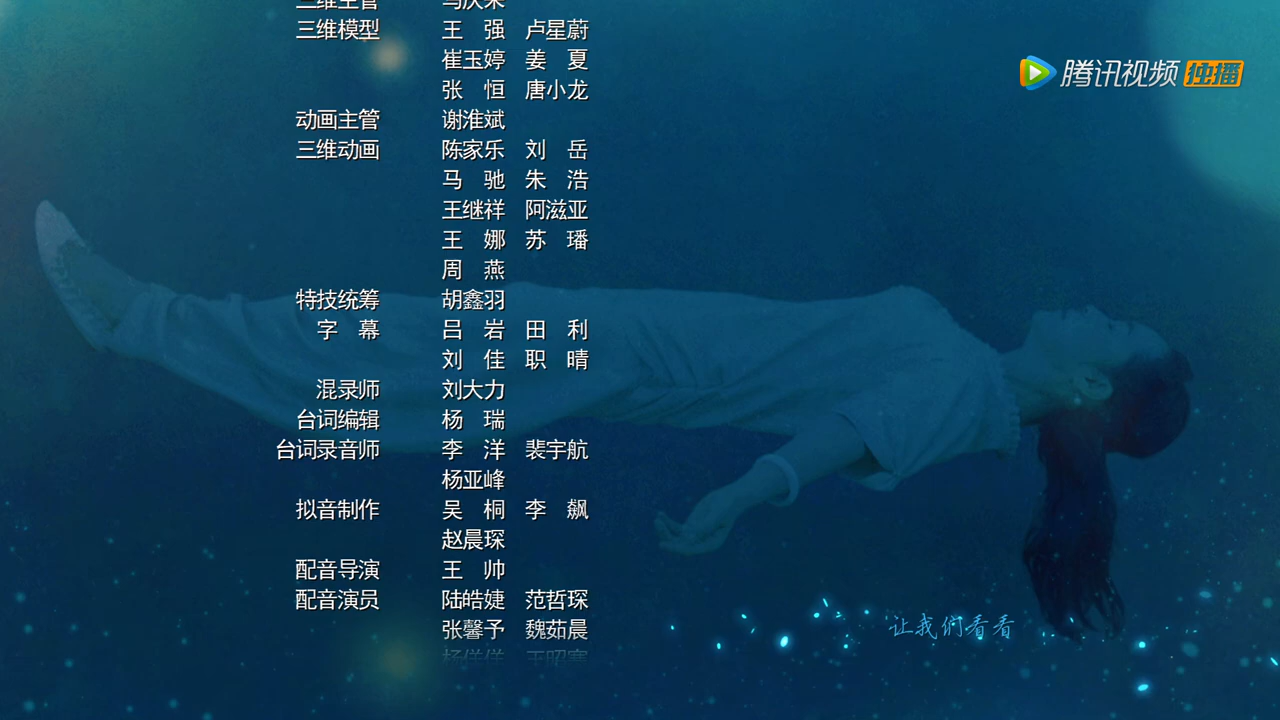 三维模型 王 强 卢星蔚
崔玉婷 姜 夏
张 恒 唐小龙
腾讯视频 独播
动画主管 谢淮斌
三维动画 陈家乐 刘 岳
马 驰 朱 浩
王继祥 阿滋亚
王 娜 苏 璠
周 燕
特技统筹 胡鑫羽
字 幕 吕 岩 田 利
刘 佳 职 晴
混录师 刘大力
台词编辑 杨 瑞
台词录音师 李 洋 裴宇航
杨亚峰
拟音制作 吴 桐 李 飙
赵晨琛
配音导演 王 帅
配音演员 陆皓婕 范哲琛
张馨予 魏茹晨
让我们看看